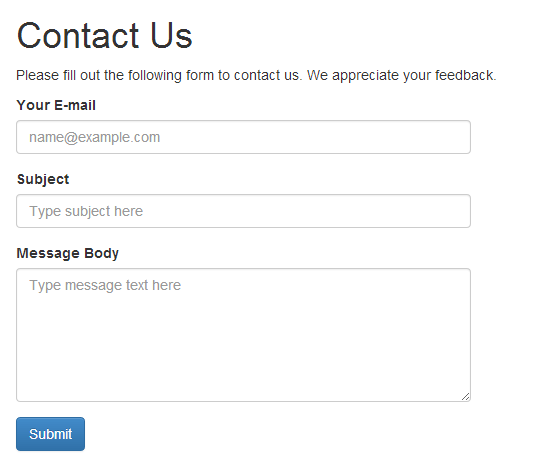 Contact Us
Please fill out the following form to contact us. We appreciate your feedback.
Your E-mail
name@example.com
Subject
Type subject here
Message Body
Type message text here
Submit